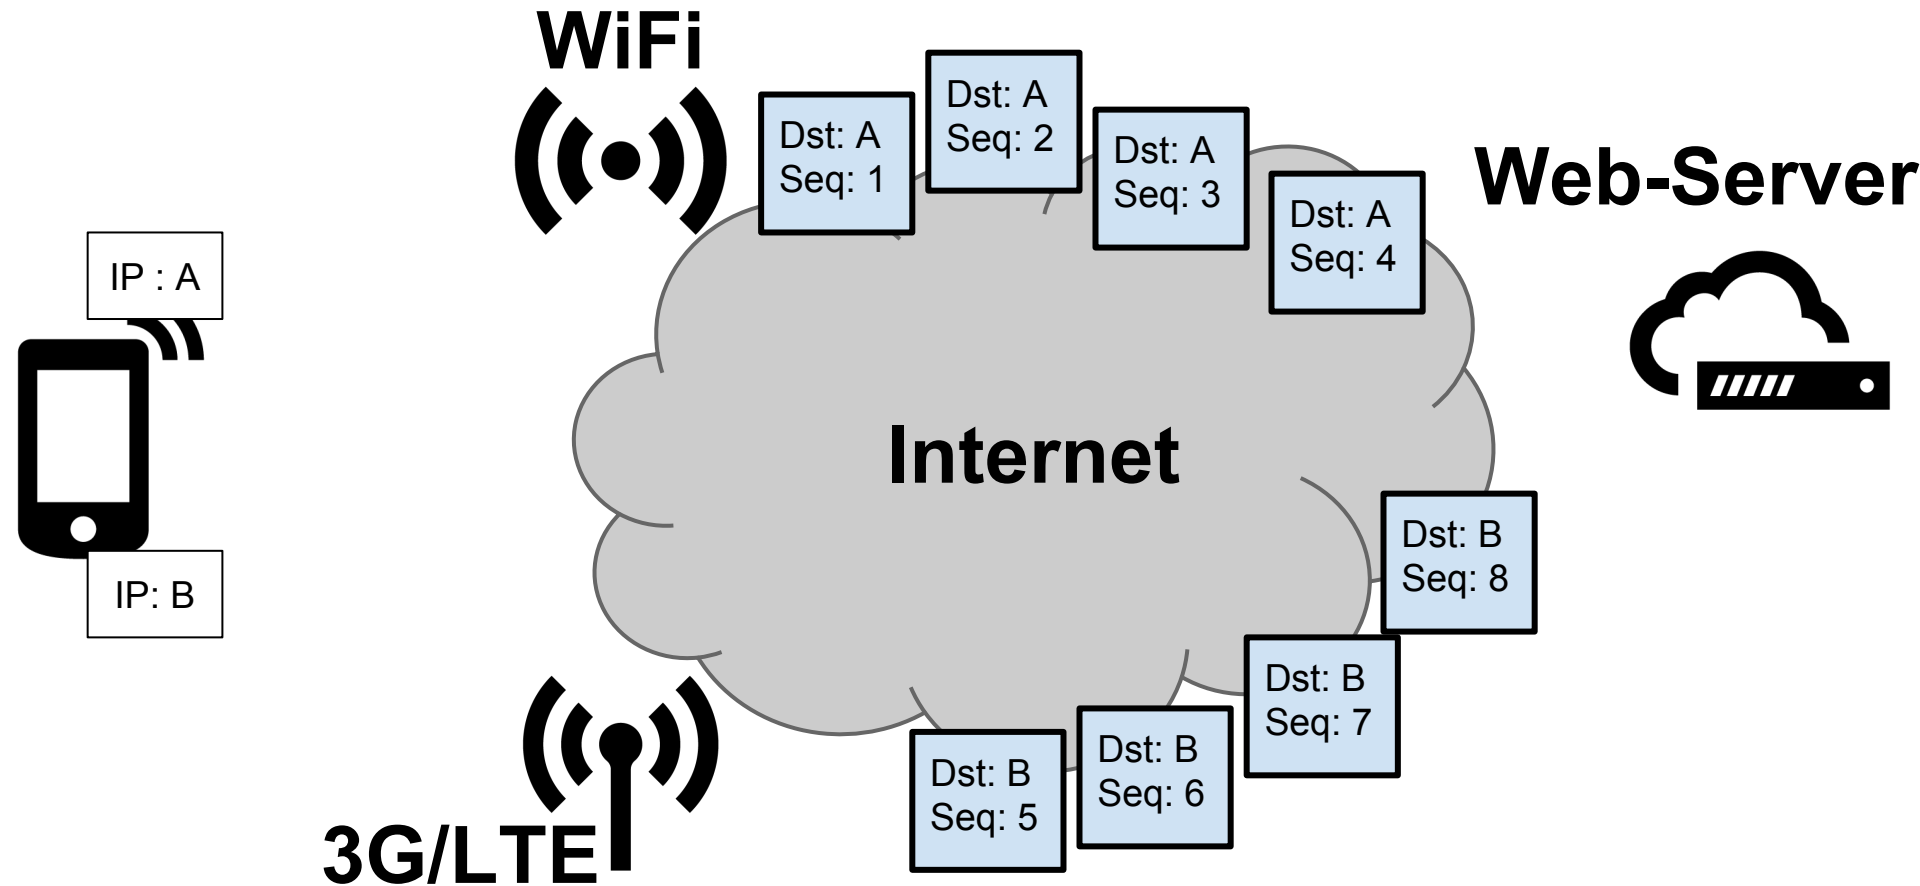 WiFi
Dst: A
Seq: 1
Dst: A
Seq: 2
Dst: A
Seq: 3
Dst: A
Seq: 4
Web-Server
IP : A
Internet
IP: B
Dst: B
Seq: 8
Dst: B
Seq: 7
Dst: B
Seq: 6
Dst: B
Seq: 5
3G/LTE